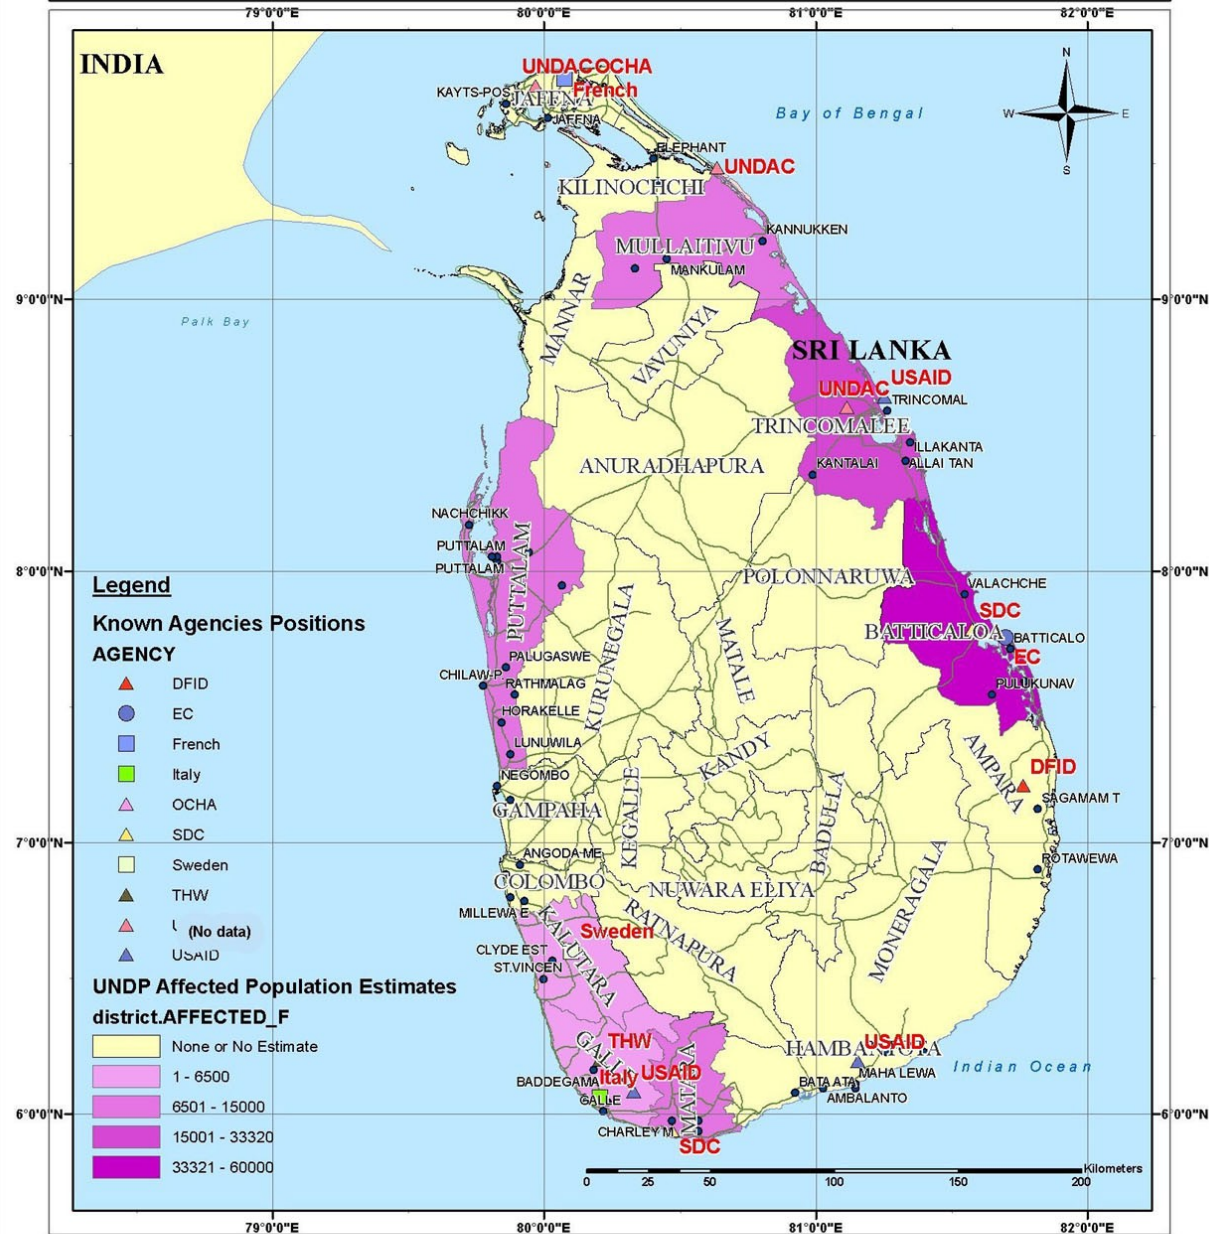 79°0'0"E 80°0'0"E 81°0'0"E 82°0'0"E
INDIA
UNDAC OCHA
French
KAYTS-POS
JAFFNA
JAFFNA
Bay of Bengal
N
W E
S
ELEPHANT
UNDAC
KILINOCHCHI
KANNUKKEN
MULLAITIVU
MANKULAM
9°0'0"N 9°0'0"N
Palk Bay
MANNAR
VAVUNIYA
SRI LANKA
USAID
UNDAC
TRINCOMAL
TRINCOMALEE
ILLAKANTA
ALLAI TAN
KANTALAI
ANURADHAPURA
NACHCHIKK
PUTTALAM
PUTTALAM
PUTTALAM
8°0'0"N 8°0'0"N
POLONNARUWA
VALACHCHE
SDC
BATTICALOA
BATTICALO
EC
PULUKUNAV
KURUNEGALA
MATALE
PALUGASWE
CHILAW-P
RATHMALAG
HORAKELLE
LUNUWILA
KANDY
AMPARA
DFID
SAGAMAM T
NEGOMBO
GAMPAHA
KEGALLE
BADULLA
7°0'0"N 7°0'0"N
ANGODA ME
ROTAWEWA
COLOMBO
NUWARA ELIYA
MONERAGALA
MILLEWA E
KALUTARA
RATNAPURA
Sweden
CLYDE EST
ST.VINCEN
THW
GALL
USAID
HAMBANTOTA
Indian Ocean
MAHA LEWA
BADDEGAMA
Italy USAID
MATARA
BATA ATA
AMBALANTO
GALLE
6°0'0"N 6°0'0"N
CHARLEY M
SDC
Legend
Known Agencies Positions
AGENCY
DFID
EC
French
Italy
OCHA
SDC
Sweden
THW
(No data)
USAID
UNDP Affected Population Estimates
district.AFFECTED_F
None or No Estimate
1 - 6500
6501 - 15000
15001 - 33320
33321 - 60000
Kilometers
0 25 50 100 150 200
79°0'0"E 80°0'0"E 81°0'0"E 82°0'0"E